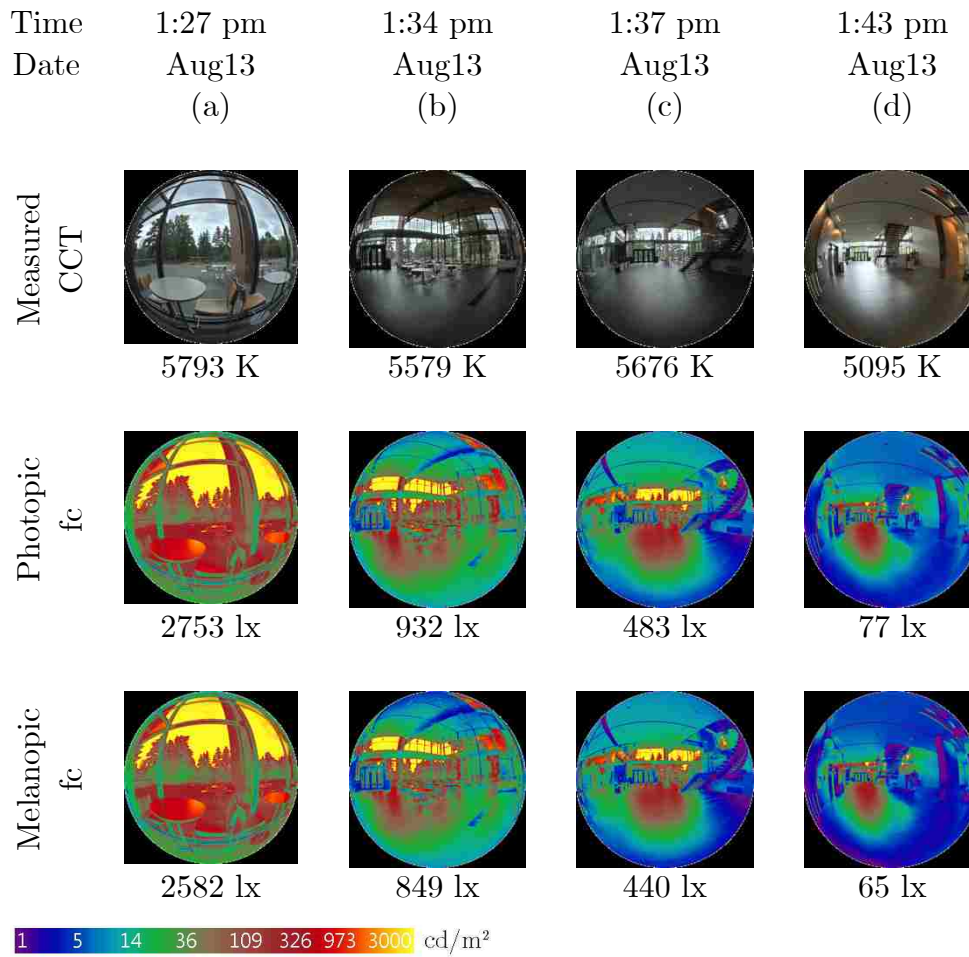 Time 1:27 pm 1:34 pm 1:37 pm 1:43 pm
Date Aug13 Aug13 Aug13 Aug13
(a) (b) (c) (d)
Measured
CCT
5793 K 5579 K 5676 K 5095 K
Photopic
fc
2753 lx 932 lx 483 lx 77 lx
Melanopic
fc
2582 lx 849 lx 440 lx 65 lx
1 5 14 36 109 326 973 3000 cd/m²